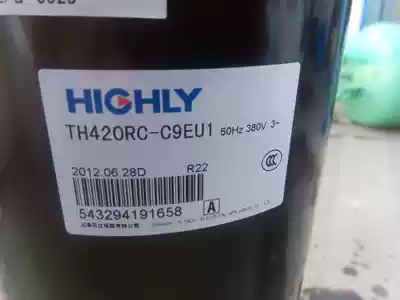 HIGHLY
TH420RC-C9EU1 50Hz 380V 3~
2012.06.28D R22
543294191658 A